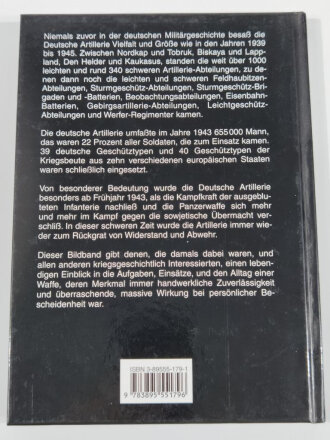 Niemals zuvor in der deutschen Militärgeschichte besaß die
Deutsche Artillerie Vielfalt und Größe wie in den Jahren 1939
bis 1945. Zwischen Nordkap und Tobruk, Biskaya und Lapp-
land, Den Helder und Kaukasus, standen die weit über 1000
leichten und rund 340 schweren Artillerie-Abteilungen, zu de-
nen dann noch die leichten und schweren Feldhaubitzen-
Abteilungen, Sturmgeschütz-Abteilungen, Sturmgeschütz-Bri-
gaden und -Batterien, Beobachtungsabteilungen, Eisenbahn-
Batterien, Gebirgsartillerie-Abteilungen, Leichtgeschütz-
Abteilungen und Werfer-Regimenter kamen.
Die deutsche Artillerie umfaßte im Jahre 1943 655000 Mann,
das waren 22 Prozent aller Soldaten, die zum Einsatz kamen.
39 deutsche Geschütztypen und 40 Geschütztypen der
Kriegsbeute aus zehn verschiedenen europäischen Staaten
waren schließlich eingesetzt.
Von besonderer Bedeutung wurde die Deutsche Artillerie
besonders ab Frühjahr 1943, als die Kampfkraft der ausgeblu-
teten Infanterie nachließ und die Panzerwaffe sich mehr
und mehr im Kampf gegen die sowjetische Übermacht ver-
schliß. In dieser schweren Zeit wurde die Artillerie immer wie-
der zum Rückgrat von Widerstand und Abwehr.
Dieser Bildband gibt denen, die damals dabei waren, und
allen anderen kriegsgeschichtlich Interessierten, einen leben-
digen Einblick in die Aufgaben, Einsätze, und den Alltag einer
Waffe, deren Merkmal immer handwerkliche Zuverlässigkeit
und überraschende, massive Wirkung bei persönlicher Be-
scheidenheit war.
ISBN 3-89555-179-1
9 783895 551796